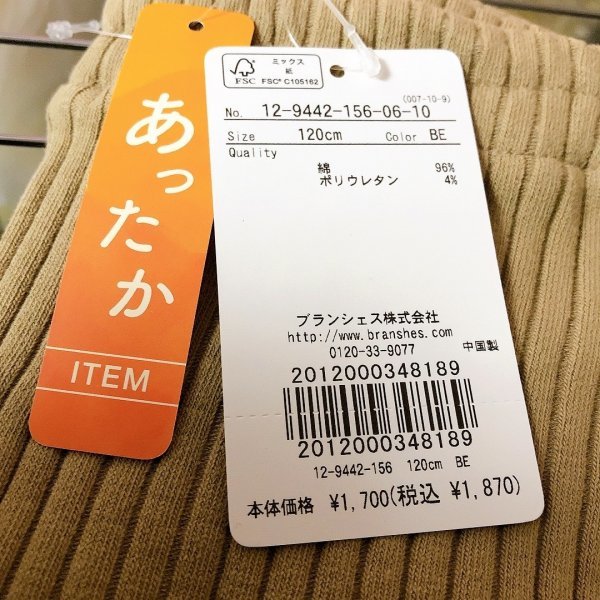 あったか
ITEM
FSC
ミックス
紙
FSC® C105162
(007-10-9)
No. 12-9442-156-06-10
Size 120cm Color BE
Quality
綿 96%
ポリウレタン 4%
ブランシェス株式会社
http://www.branshes.com
0120-33-9077 中国製
2012000348189
2012000348189
12-9442-156 120cm BE
本体価格 ¥1,700(税込 ¥1,870)